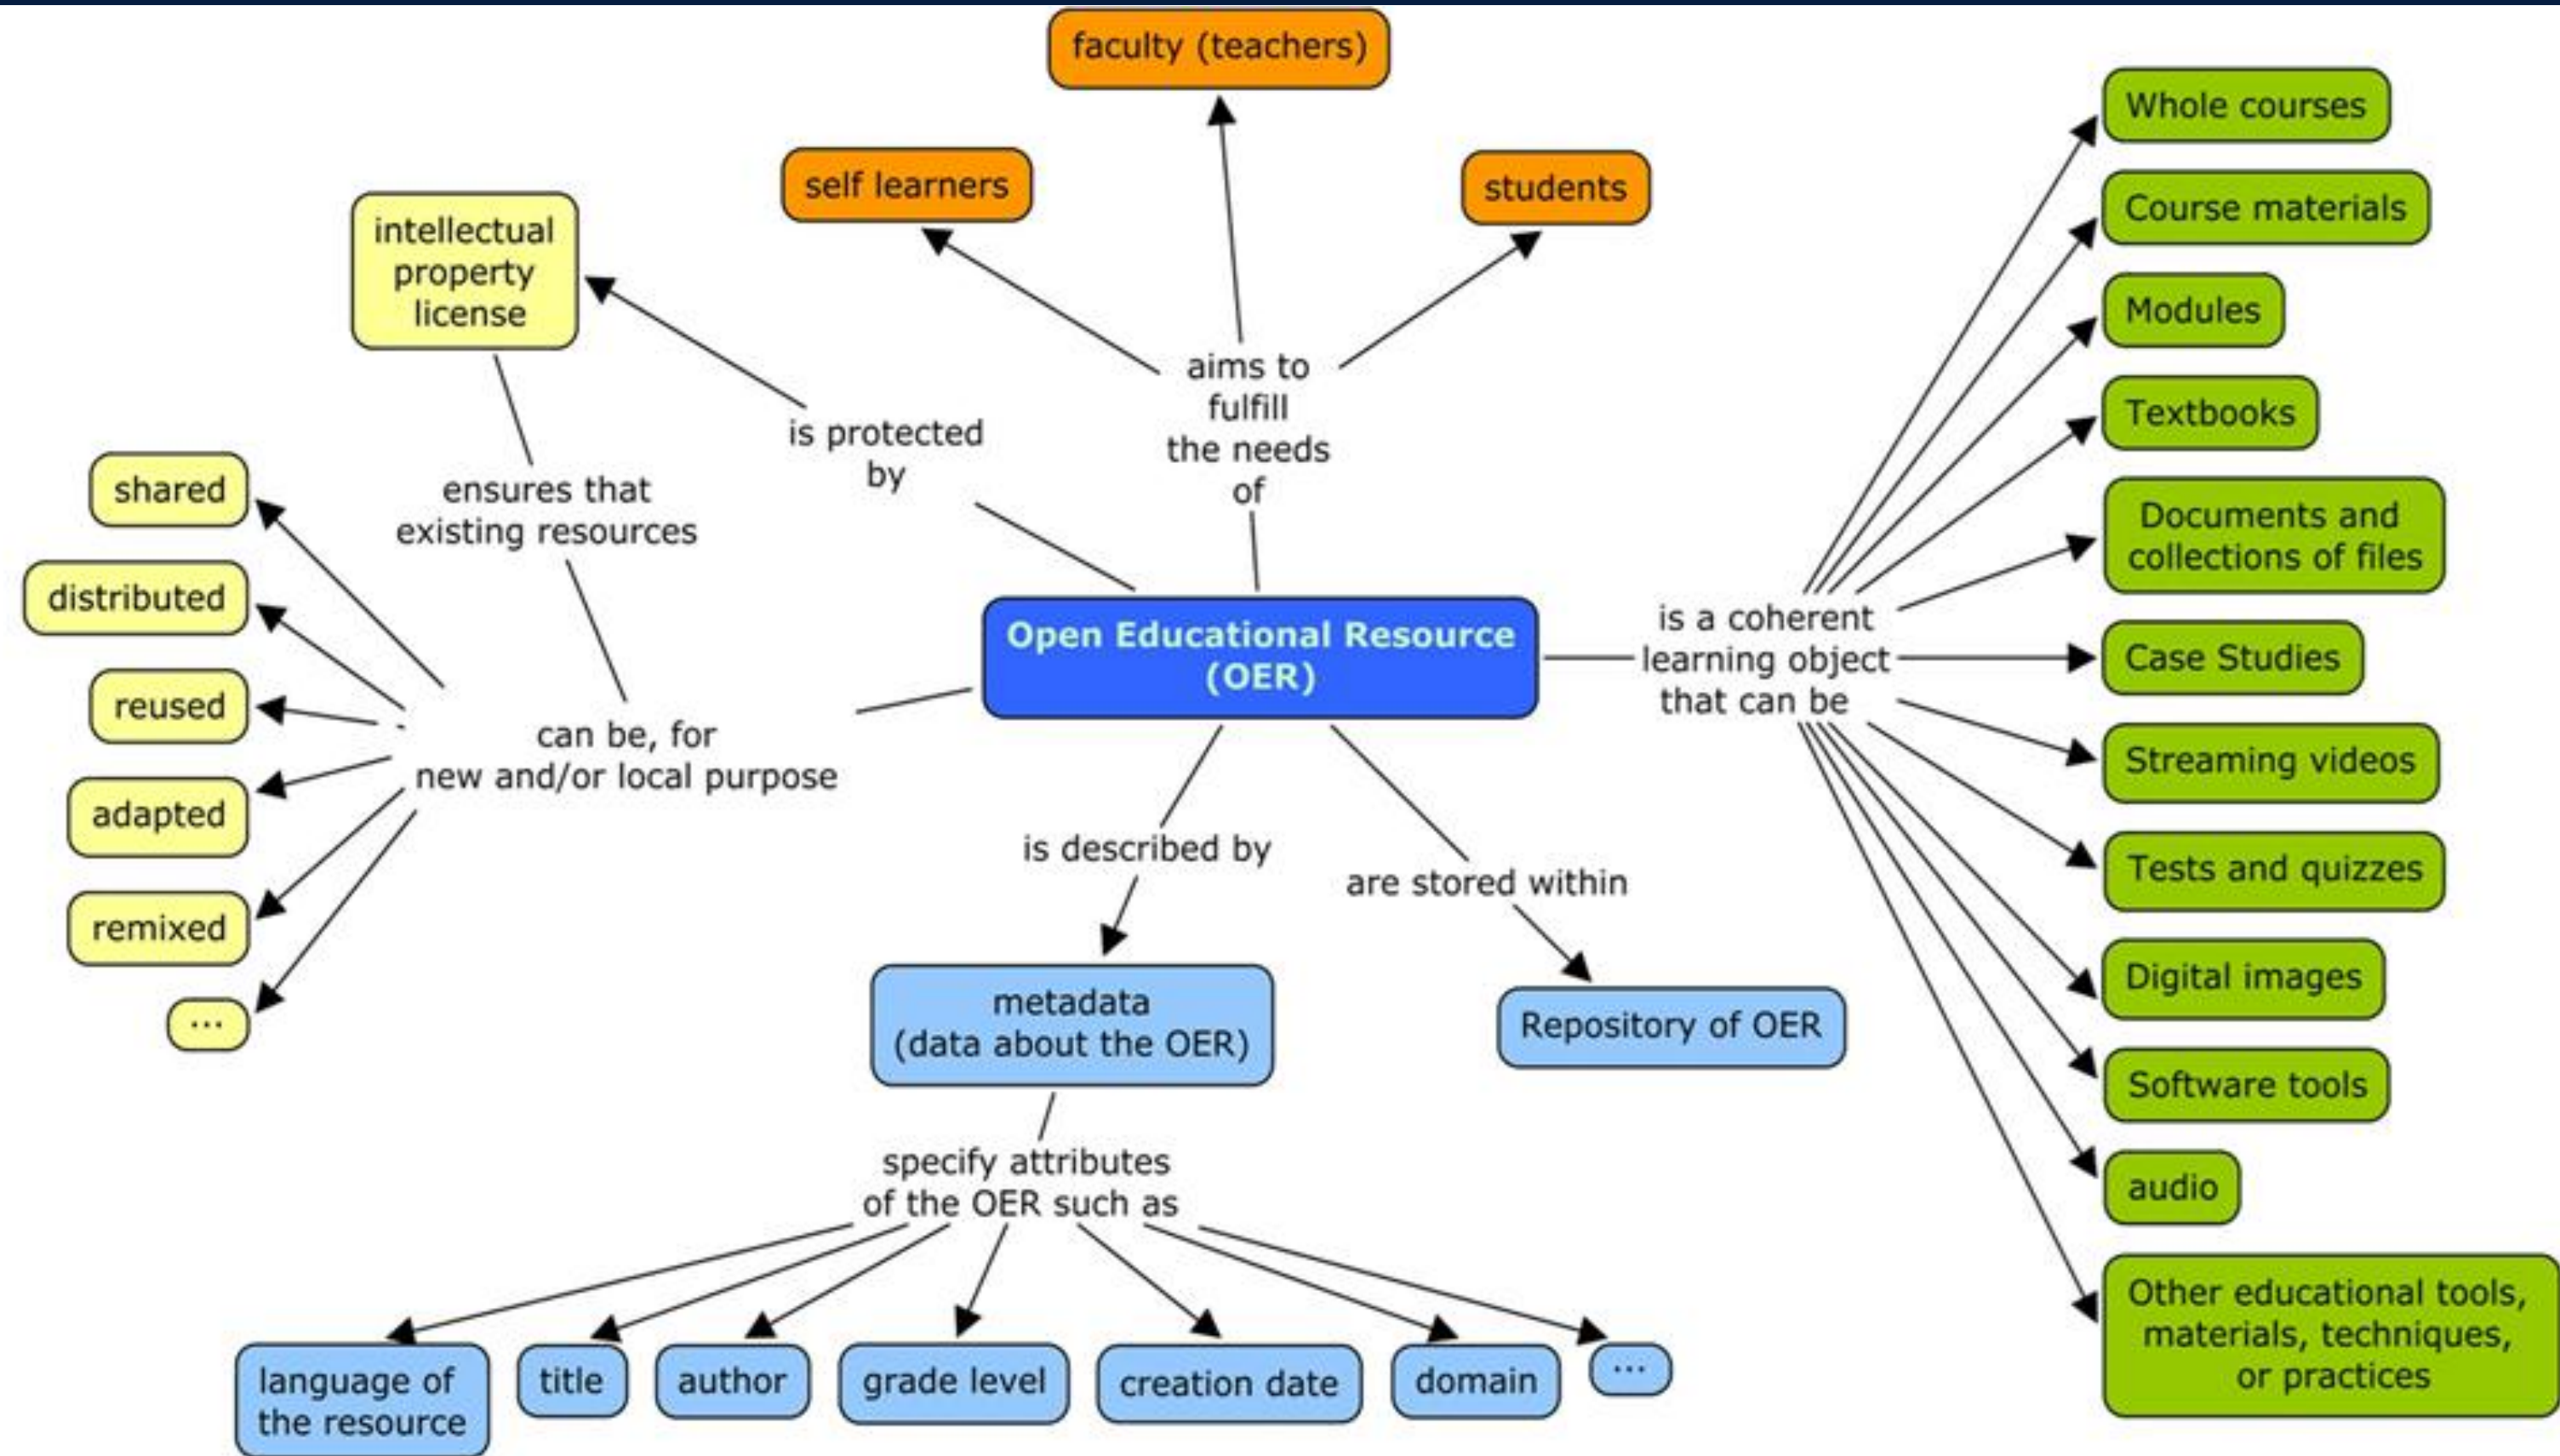 faculty (teachers)
self learners
students
intellectual
property
license
is protected
by
aims to
fulfill
the needs
of
ensures that
existing resources
shared
distributed
reused
adapted
remixed
...
can be, for
new and/or local purpose
Open Educational Resource
(OER)
is a coherent
learning object
that can be
Whole courses
Course materials
Modules
Textbooks
Documents and
collections of files
Case Studies
Streaming videos
Tests and quizzes
Digital images
Software tools
audio
Other educational tools,
materials, techniques,
or practices
is described by
are stored within
metadata
(data about the OER)
Repository of OER
specify attributes
of the OER such as
language of
the resource
title
author
grade level
creation date
domain
...